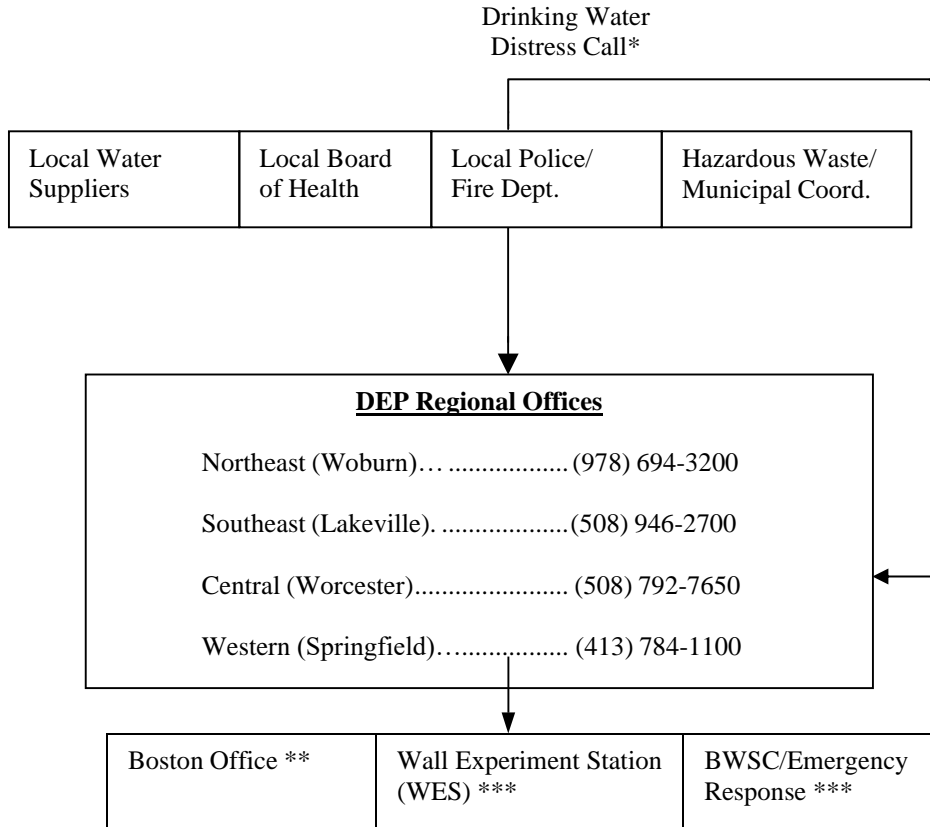 Drinking Water
Distress Call*
Local Water
Suppliers
Local Board
of Health
Local Police/
Fire Dept.
Hazardous Waste/
Municipal Coord.
DEP Regional Offices
Northeast (Woburn)… ................... (978) 694-3200
Southeast (Lakeville). ....................(508) 946-2700
Central (Worcester)........................ (508) 792-7650
Western (Springfield)…................. (413) 784-1100
Boston Office **
Wall Experiment Station
(WES) ***
BWSC/Emergency
Response ***